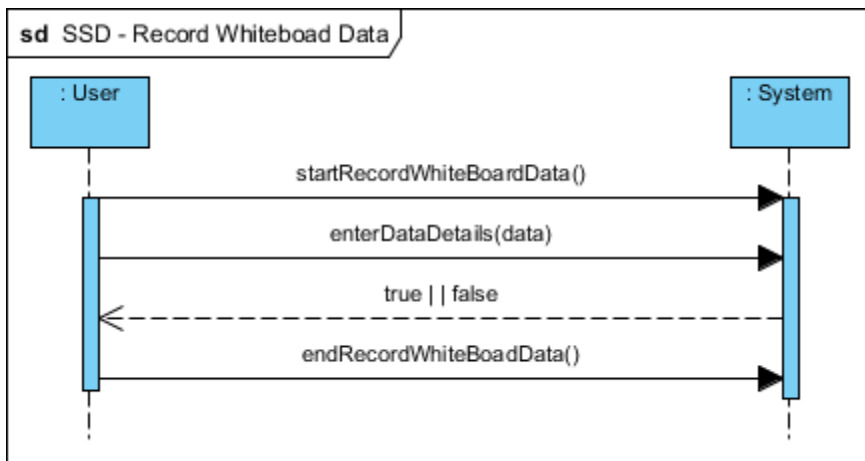 sd SSD - Record Whiteboad Data
: User
: System
startRecordWhiteBoardData()
enterDataDetails(data)
true | | false
endRecordWhiteBoadData()